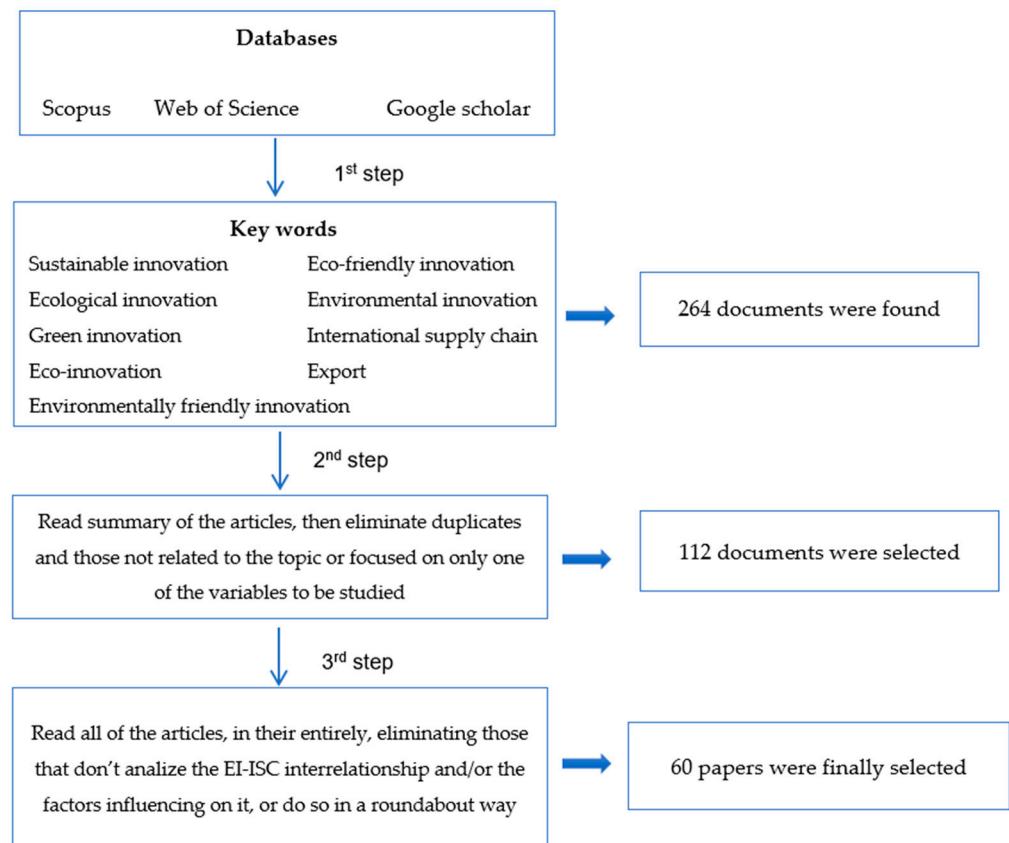 Databases
Scopus Web of Science Google scholar
1st step
Key words
Sustainable innovation Eco-friendly innovation
Ecological innovation Environmental innovation
Green innovation International supply chain
Eco-innovation Export
Environmentally friendly innovation
264 documents were found
2nd step
Read summary of the articles, then eliminate duplicates
and those not related to the topic or focused on only one
of the variables to be studied
112 documents were selected
3rd step
Read all of the articles, in their entirely, eliminating those
that don’t analize the EI-ISC interrelationship and/or the
factors influencing on it, or do so in a roundabout way
60 papers were finally selected